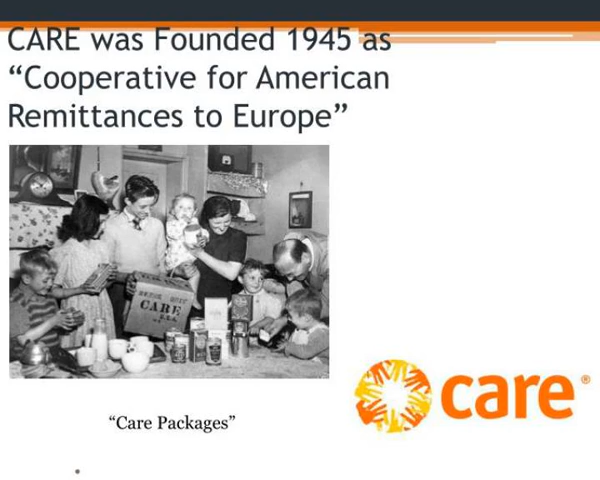 CARE was Founded 1945 as
“Cooperative for American
Remittances to Europe”
CARE
U.S.A.
“Care Packages”
care®